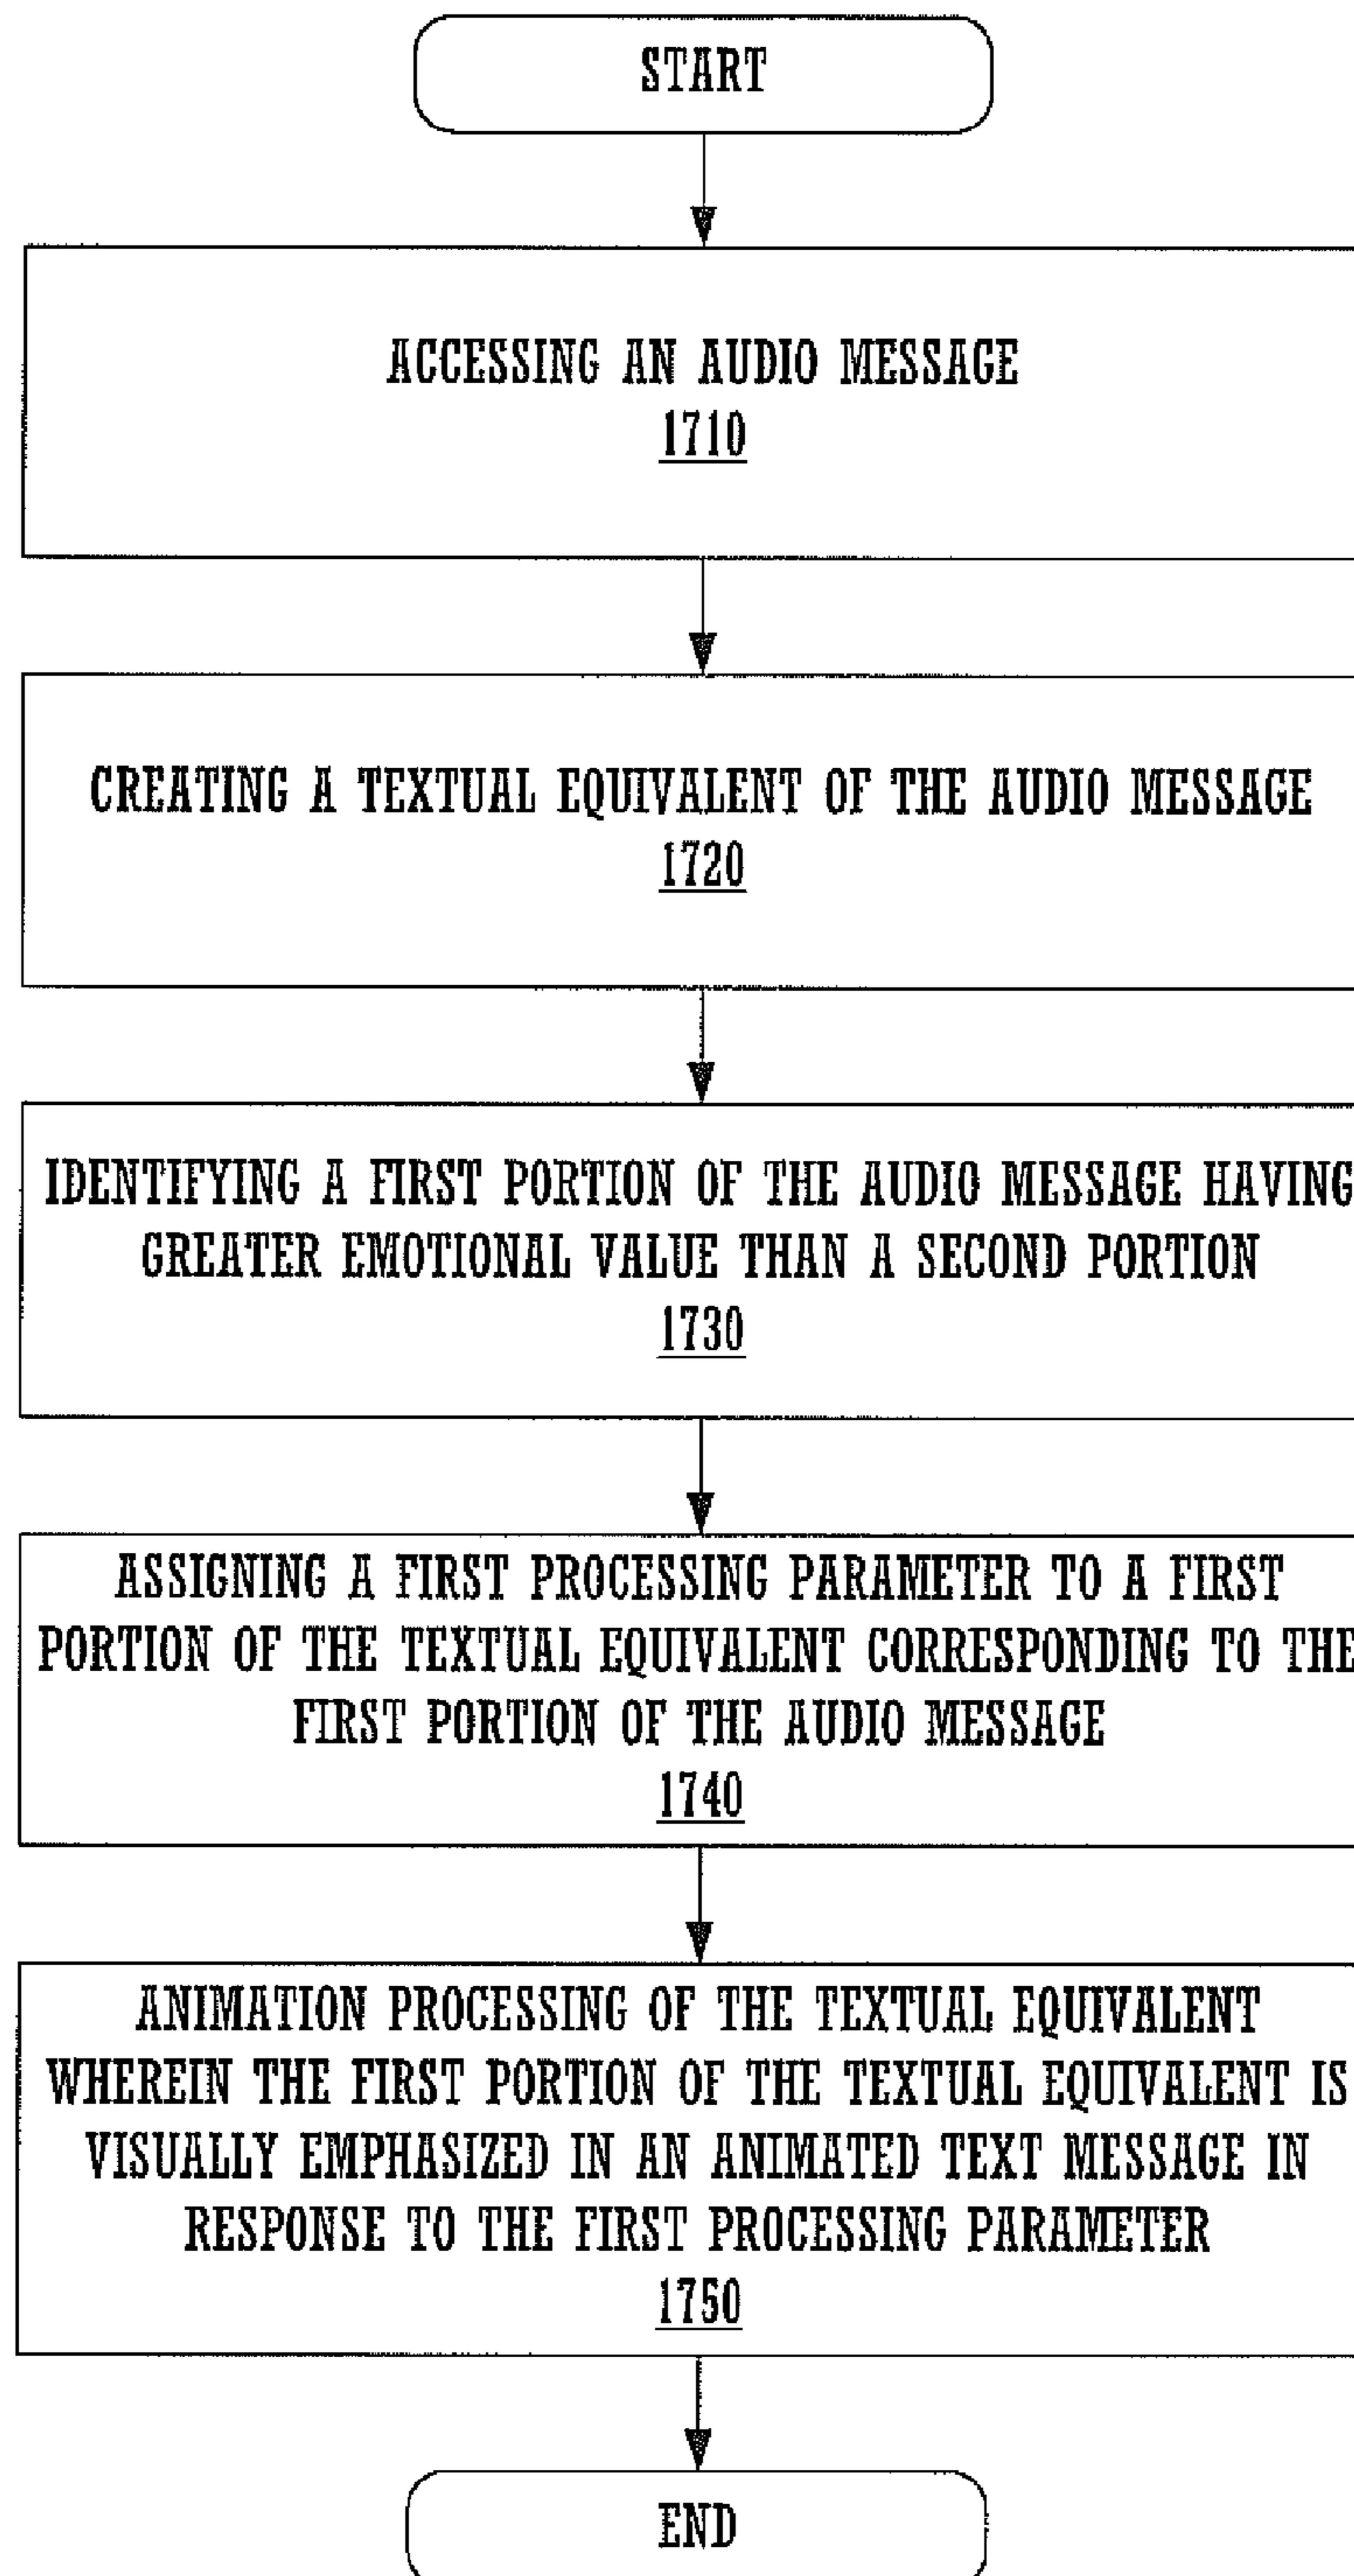 START
ACCESSING AN AUDIO MESSAGE
1710
CREATING A TEXTUAL EQUIVALENT OF THE AUDIO MESSAGE
1720
IDENTIFYING A FIRST PORTION OF THE AUDIO MESSAGE HAVING
GREATER EMOTIONAL VALUE THAN A SECOND PORTION
1730
ASSIGNING A FIRST PROCESSING PARAMETER TO A FIRST
PORTION OF THE TEXTUAL EQUIVALENT CORRESPONDING TO THE
FIRST PORTION OF THE AUDIO MESSAGE
1740
ANIMATION PROCESSING OF THE TEXTUAL EQUIVALENT
WHEREIN THE FIRST PORTION OF THE TEXTUAL EQUIVALENT IS
VISUALLY EMPHASIZED IN AN ANIMATED TEXT MESSAGE IN
RESPONSE TO THE FIRST PROCESSING PARAMETER
1750
END